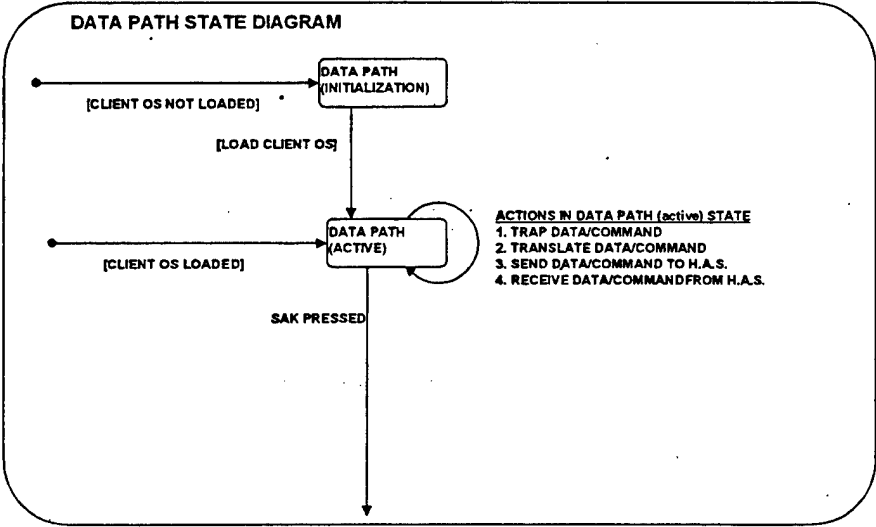 DATA PATH STATE DIAGRAM
DATA PATH
(INITIALIZATION)
[CLIENT OS NOT LOADED]
[LOAD CLIENT OS]
DATA PATH
(ACTIVE)
[CLIENT OS LOADED]
ACTIONS IN DATA PATH (active) STATE
1. TRAP DATA/COMMAND
2. TRANSLATE DATA/COMMAND
3. SEND DATA/COMMAND TO H.A.S.
4. RECEIVE DATA/COMMANDFROM H.A.S.
SAK PRESSED